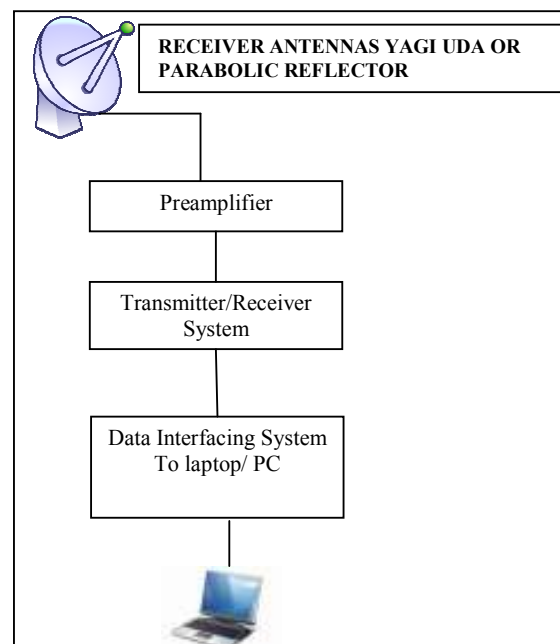 RECEIVER ANTENNAS YAGI UDA OR
PARABOLIC REFLECTOR
Preamplifier
Transmitter/Receiver
System
Data Interfacing System
To laptop/ PC